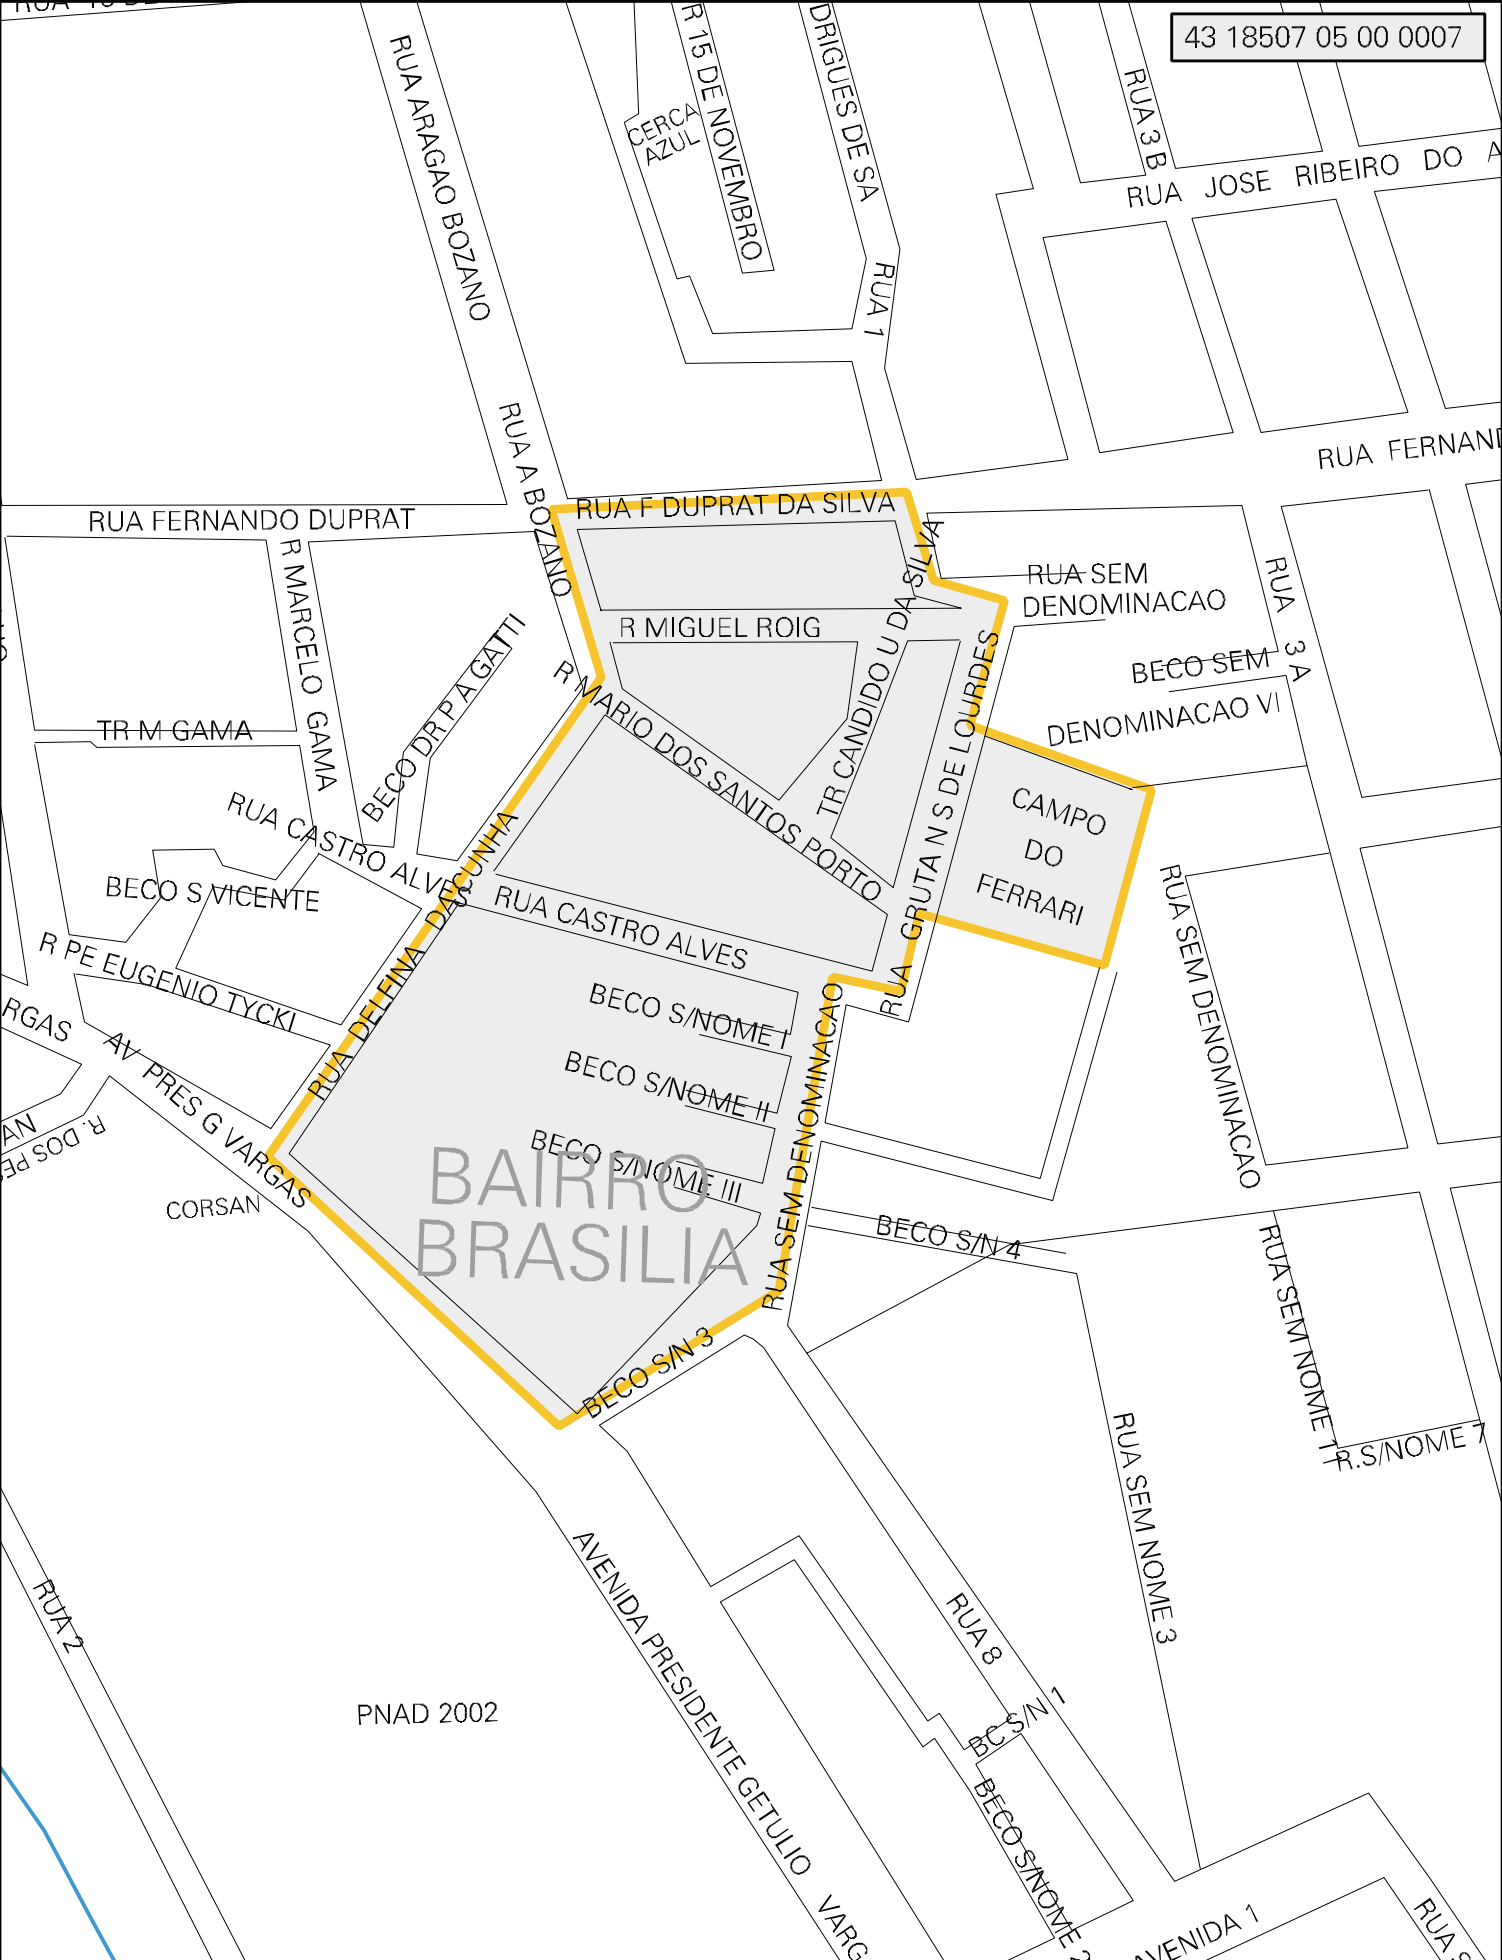 43 18507 05 00 0007
RUA ARAGAO BOZANO
R 15 DE NOVEMBRO
CERCA
AZUL
DRIGUES DE SA
RUA 1
RUA 3 B
RUA JOSE RIBEIRO DO A
RUA A BOZANO
RUA FERNAND
RUA FERNANDO DUPRAT
RUA F DUPRAT DA SILVA
R MARCELO GAMA
RUA SEM
DENOMINACAO
RUA 3 A
R MIGUEL ROIG
BECO DR P A GATTI
TR CANDIDO U DA SILVA
BECO SEM
DENOMINACAO VI
TR M GAMA
R MARIO DOS SANTOS PORTO
RUA GRUTA N S DE LOURDES
CAMPO
DO
FERRARI
RUA CASTRO ALVES
RUA CASTRO ALVES
RUA DELFINA DA CUNHA
BECO S VICENTE
R PE EUGENIO TYCKI
RGAS
AV PRES G VARGAS
BECO S/NOME I
BECO S/NOME II
BECO S/NOME III
RUA SEM DENOMINACAO
RUA SEM DENOMINACAO
AN
R. DOS PE
CORSAN
BAIRRO
BRASILIA
BECO S/N 4
BECO S/N 3
RUA SEM NOME 11
R.S/NOME 7
RUA SEM NOME 3
AVENIDA PRESIDENTE GETULIO VARG
RUA 2
RUA 8
PNAD 2002
BC S/N 1
BECO S/NOME 2
AVENIDA 1